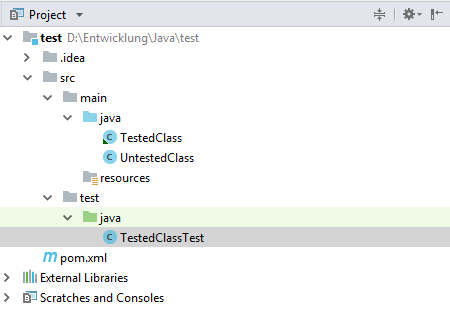 Project
test D:\Entwicklung\Java\test
.idea
src
main
java
TestedClass
UntestedClass
resources
test
java
TestedClassTest
pom.xml
External Libraries
Scratches and Consoles